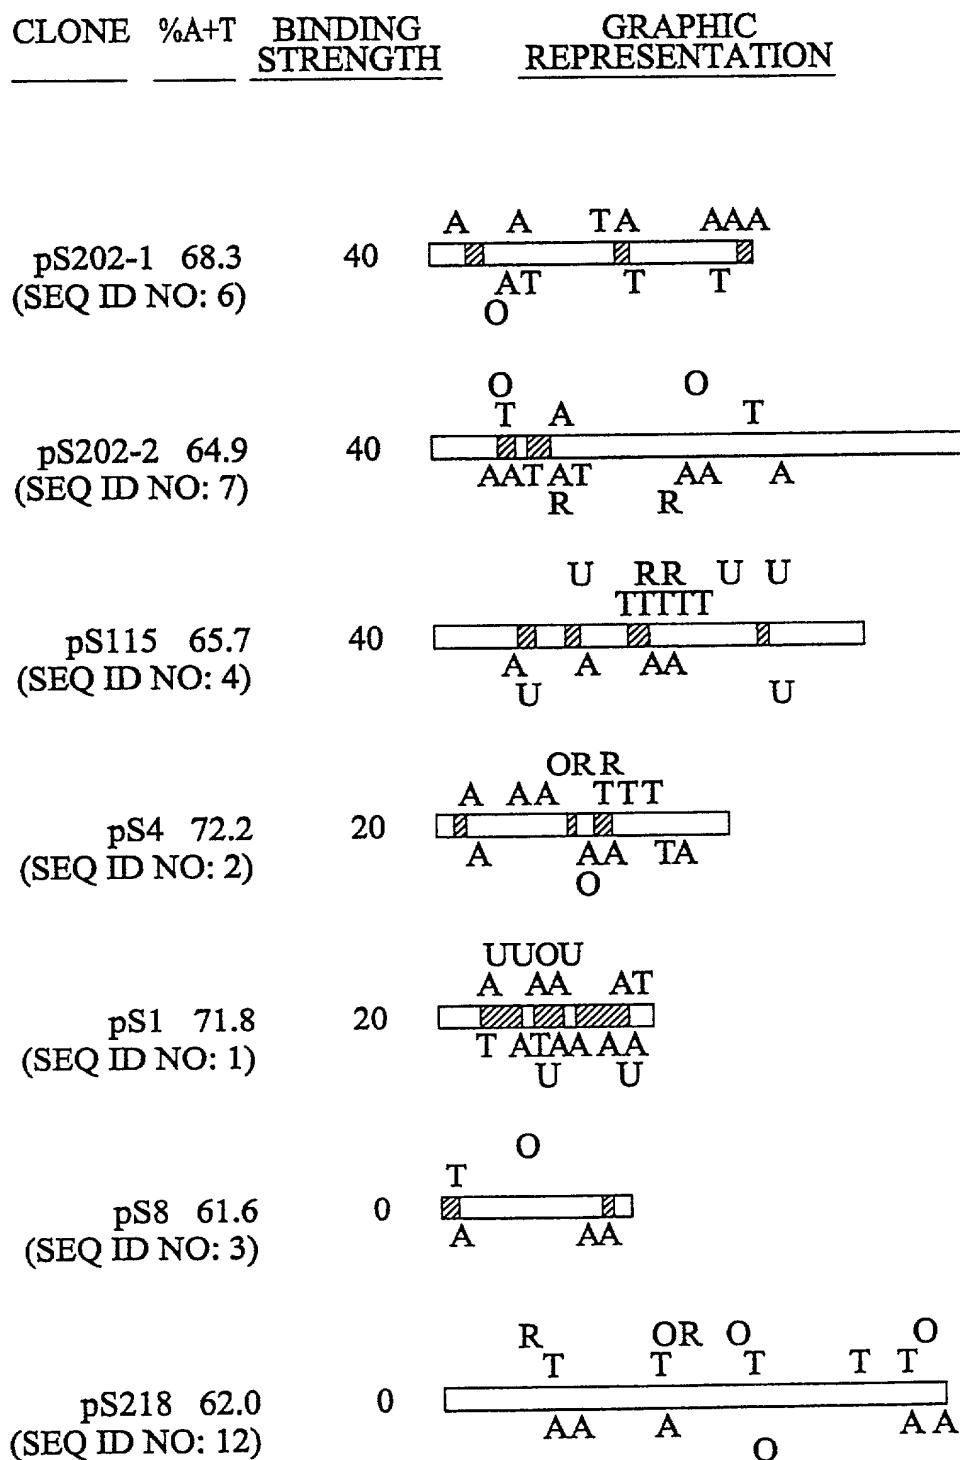 CLONE %A+T BINDING STRENGTH GRAPHIC REPRESENTATION
A A TA AAA
pS202-1 68.3 40
(SEQ ID NO: 6)
AT T T
O
O O
T A T
pS202-2 64.9 40
(SEQ ID NO: 7)
AAT AT AA A
R R
U RR U U
TTTTTT
pS115 65.7 40
(SEQ ID NO: 4)
A A AA
U U
ORR
A AA TTT
pS4 72.2 20
(SEQ ID NO: 2)
A AA TA
O
UUOU
A AA AT
pS1 71.8 20
(SEQ ID NO: 1)
T ATAA AA
U U
O
T
pS8 61.6 0
(SEQ ID NO: 3)
A AA
R OR O O
T T T T T
pS218 62.0 0
(SEQ ID NO: 12)
AA A AA
O